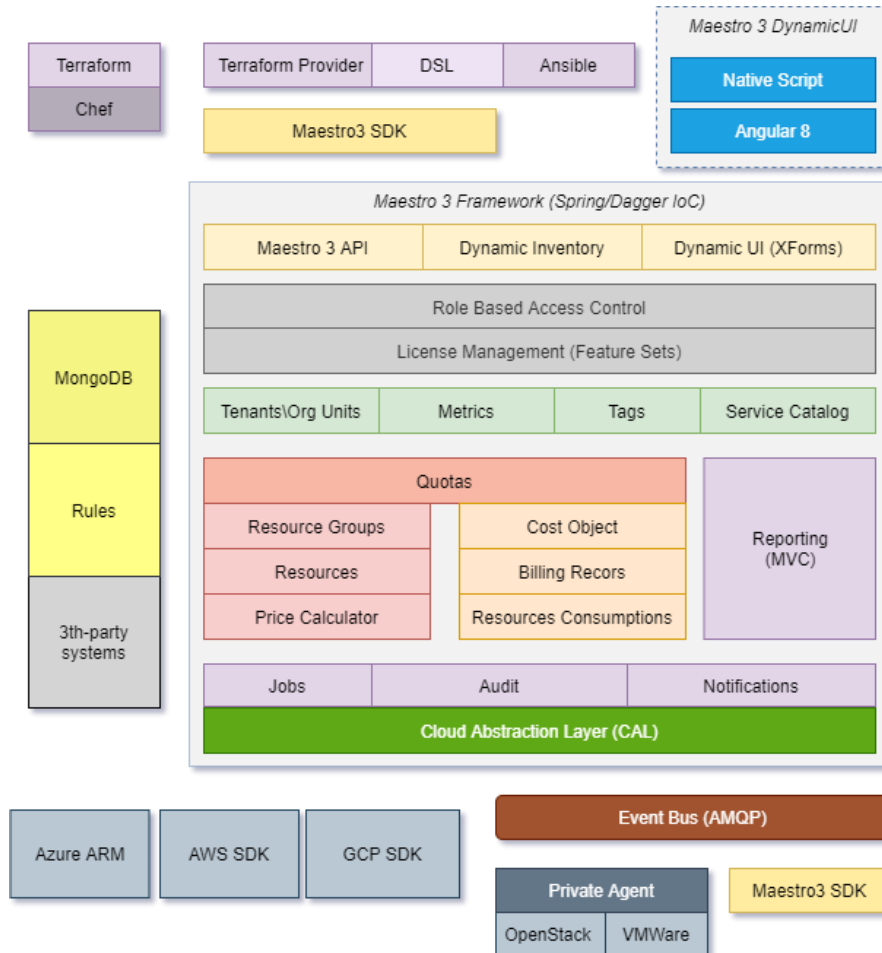 Maestro 3 DynamicUI
Terraform
Chef
Terraform Provider
DSL
Ansible
Native Script
Angular 8
Maestro3 SDK
Maestro 3 Framework (Spring/Dagger IoC)
Maestro 3 API
Dynamic Inventory
Dynamic UI (XForms)
Role Based Access Control
License Management (Feature Sets)
MongoDB
Rules
3th-party
systems
Tenants\Org Units
Metrics
Tags
Service Catalog
Quotas
Resource Groups
Resources
Price Calculator
Cost Object
Billing Recors
Resources Consumptions
Reporting
(MVC)
Jobs
Audit
Notifications
Cloud Abstraction Layer (CAL)
Azure ARM
AWS SDK
GCP SDK
Event Bus (AMQP)
Private Agent
OpenStack
VMWare
Maestro3 SDK